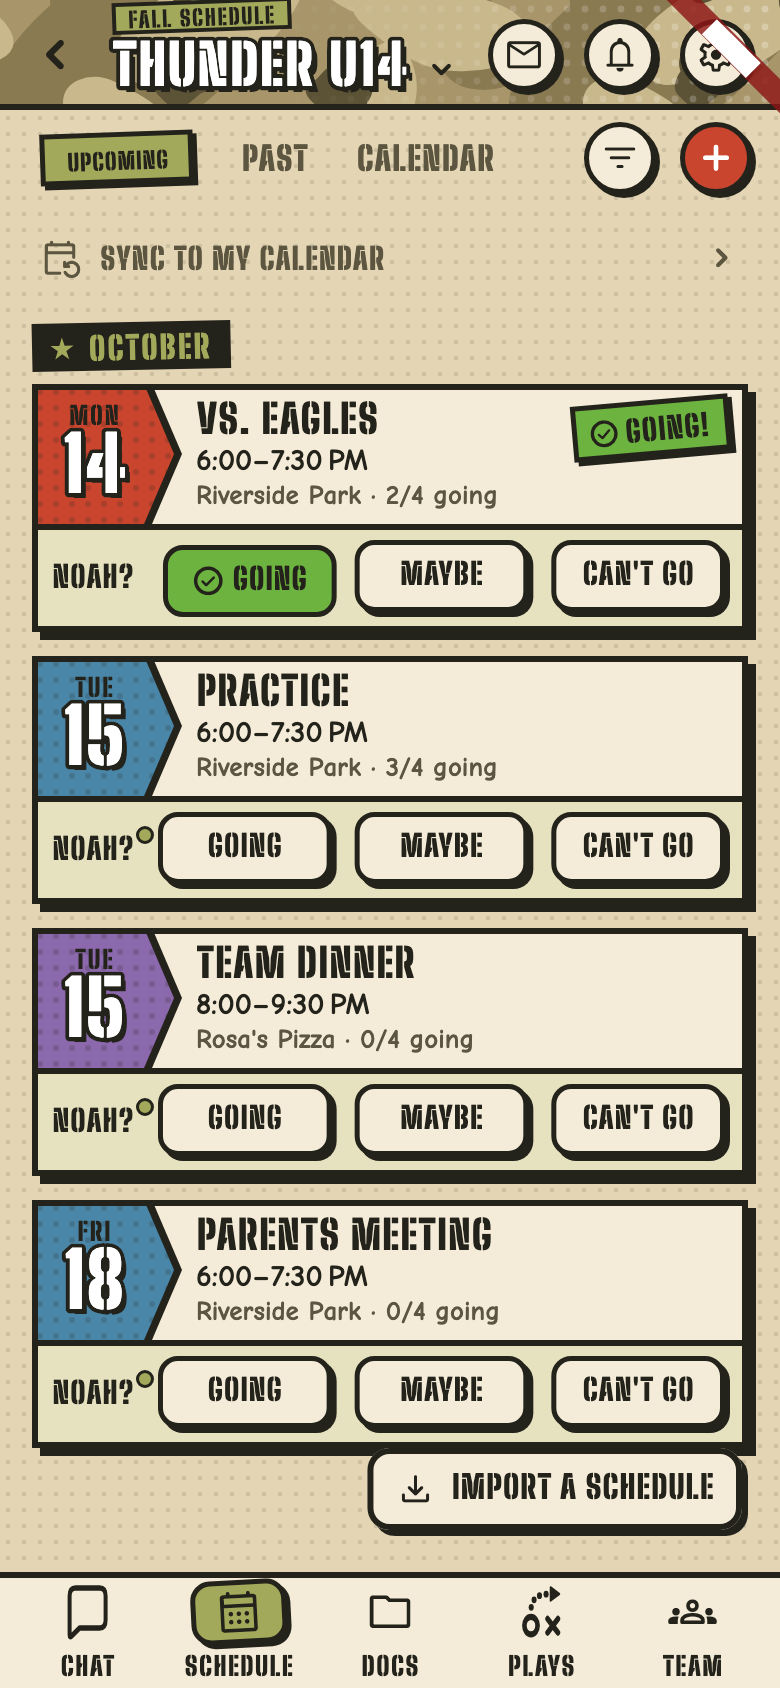 FALL SCHEDULE
THUNDER U14
UPCOMING PAST CALENDAR
SYNC TO MY CALENDAR
★ OCTOBER
MON
14
VS. EAGLES
6:00–7:30 PM
Riverside Park · 2/4 going
GOING!
NOAH? GOING MAYBE CAN'T GO
TUE
15
PRACTICE
6:00–7:30 PM
Riverside Park · 3/4 going
NOAH? GOING MAYBE CAN'T GO
TUE
15
TEAM DINNER
8:00–9:30 PM
Rosa's Pizza · 0/4 going
NOAH? GOING MAYBE CAN'T GO
FRI
18
PARENTS MEETING
6:00–7:30 PM
Riverside Park · 0/4 going
NOAH? GOING MAYBE CAN'T GO
IMPORT A SCHEDULE
CHAT SCHEDULE DOCS PLAYS TEAM